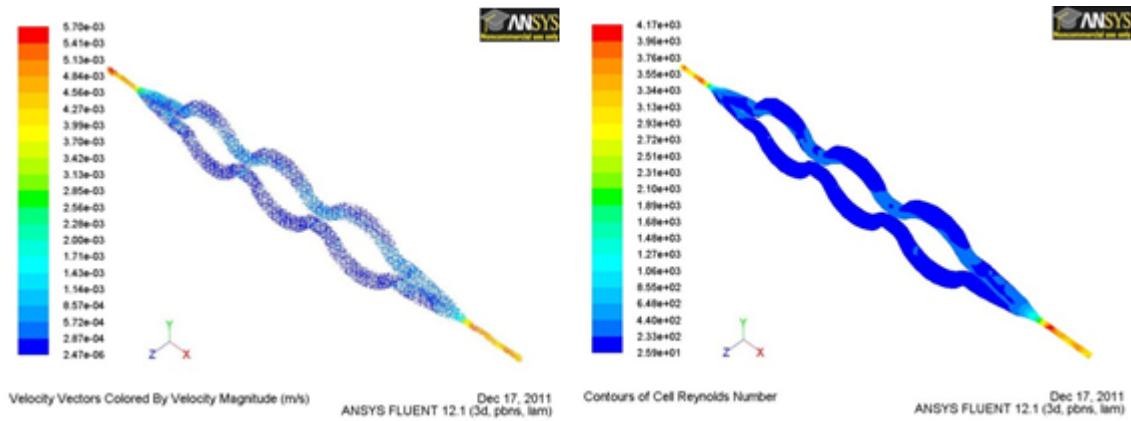 5.70e-03
5.41e-03
5.13e-03
4.84e-03
4.56e-03
4.27e-03
3.99e-03
3.70e-03
3.42e-03
3.13e-03
2.85e-03
2.56e-03
2.28e-03
2.00e-03
1.71e-03
1.43e-03
1.14e-03
8.57e-04
5.72e-04
2.87e-04
2.47e-06
ANSYS
Noncommercial use only
Y
Z
X
Velocity Vectors Colored By Velocity Magnitude (m/s)
Dec 17, 2011
ANSYS FLUENT 12.1 (3d, pbns, lam)
4.17e+03
3.96e+03
3.76e+03
3.55e+03
3.34e+03
3.13e+03
2.93e+03
2.72e+03
2.51e+03
2.31e+03
2.10e+03
1.89e+03
1.68e+03
1.48e+03
1.27e+03
1.06e+03
8.55e+02
6.48e+02
4.40e+02
2.33e+02
2.59e+01
ANSYS
Noncommercial use only
Y
Z
X
Contours of Cell Reynolds Number
Dec 17, 2011
ANSYS FLUENT 12.1 (3d, pbns, lam)